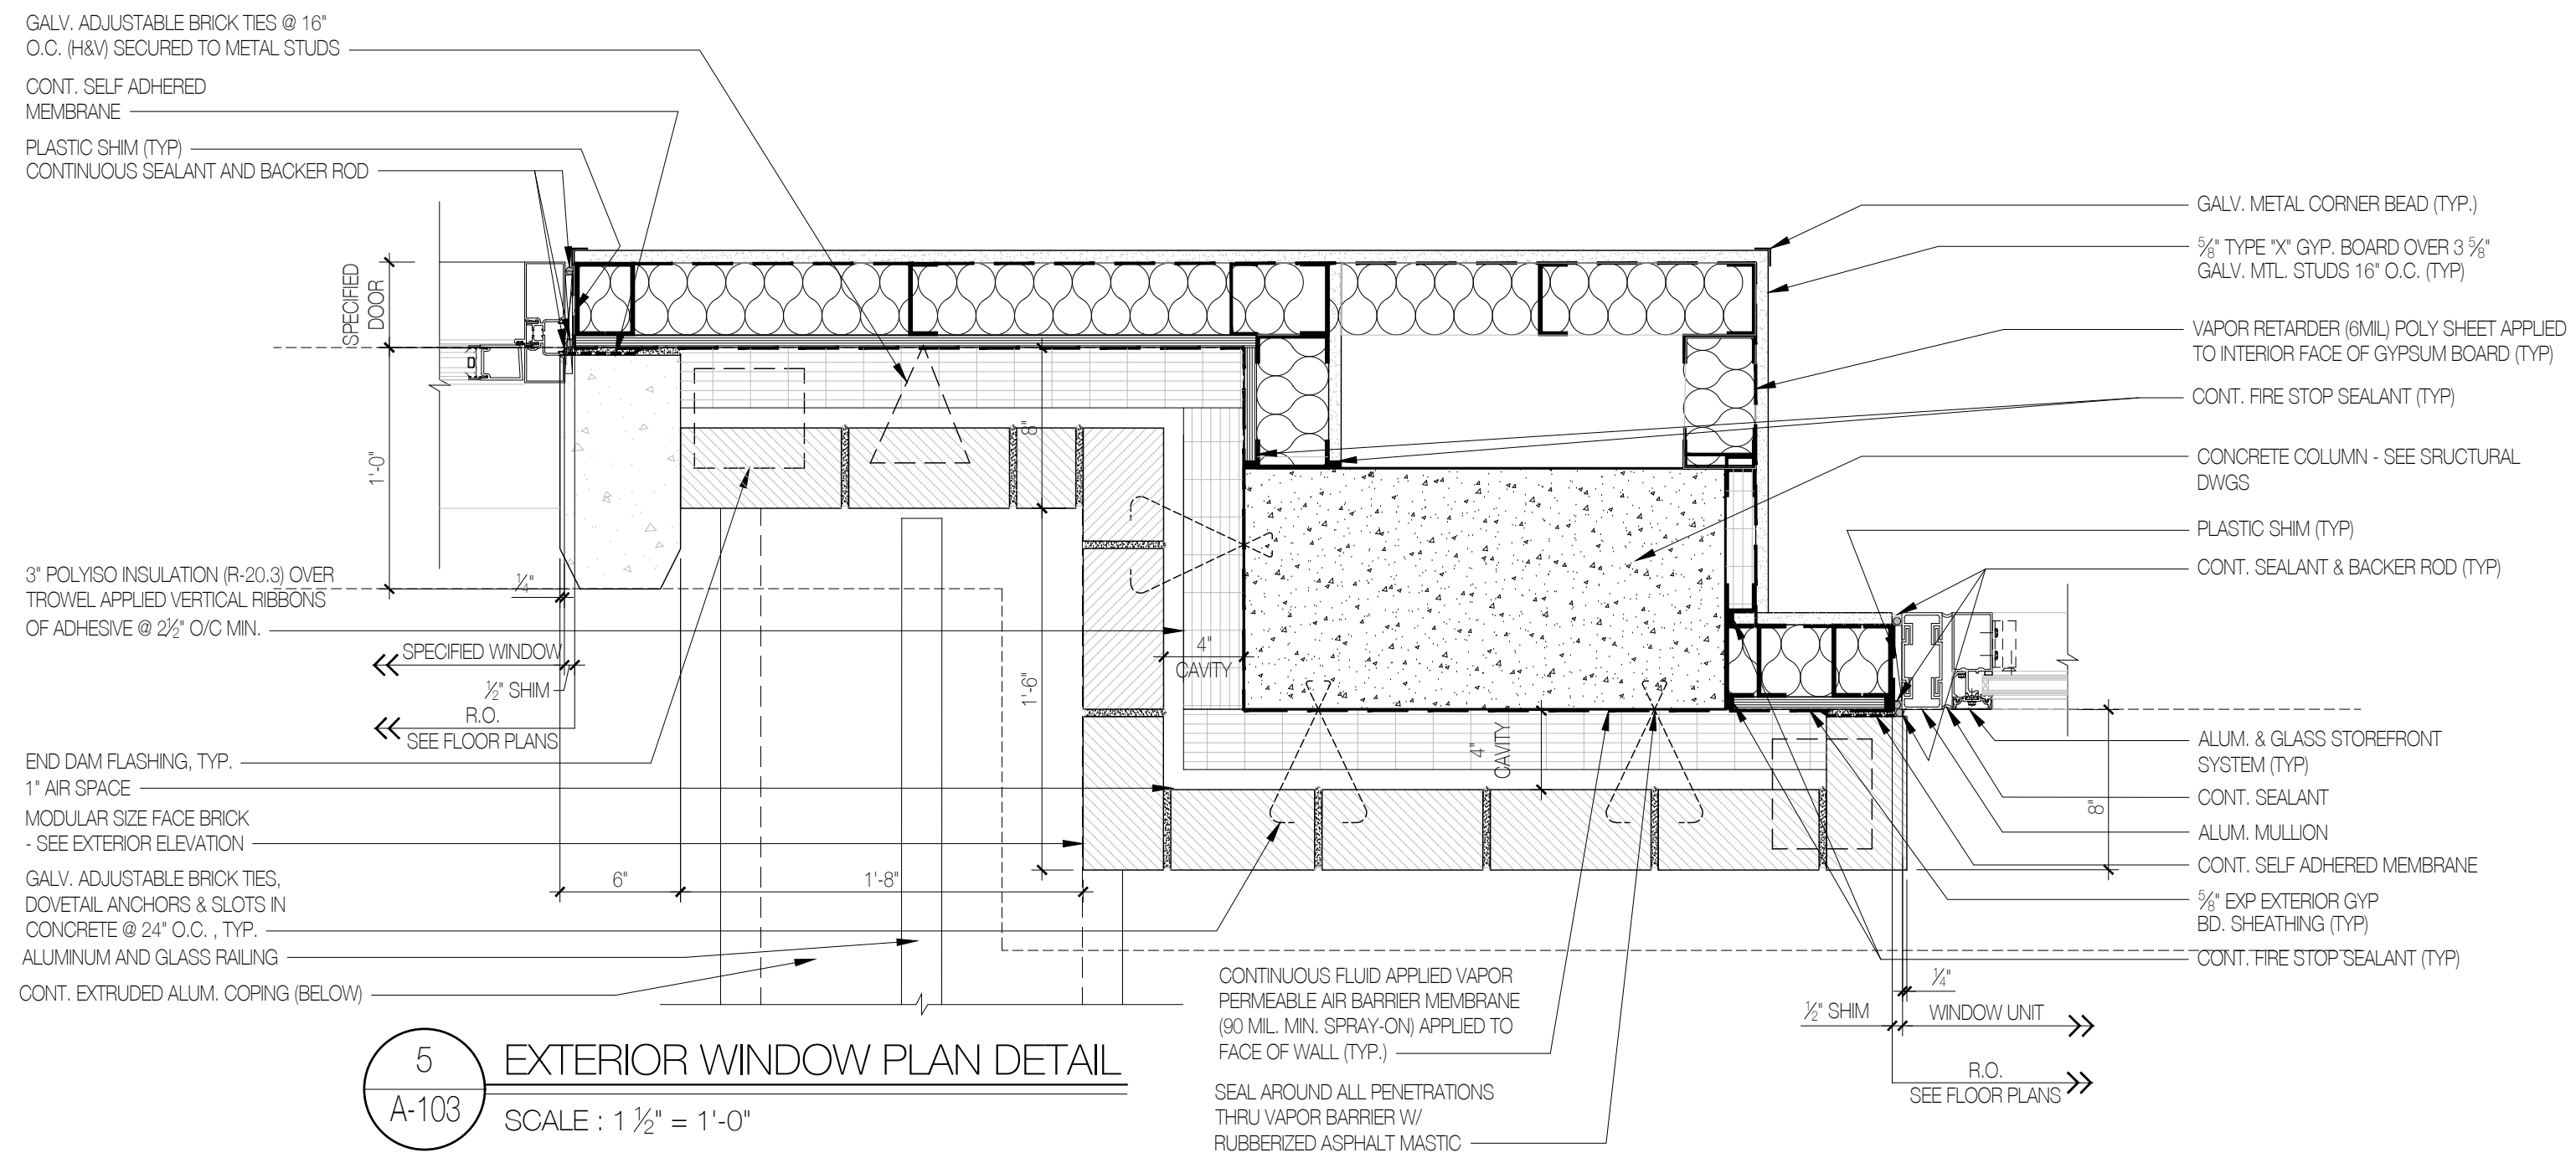 GALV. ADJUSTABLE BRICK TIES @ 16"
O.C. (H&V) SECURED TO METAL STUDS
CONT. SELF ADHERED
MEMBRANE
PLASTIC SHIM (TYP)
CONTINUOUS SEALANT AND BACKER ROD
SPECIFIED
DOOR
1'-0"
8"
3" POLYISO INSULATION (R-20.3) OVER
TROWEL APPLIED VERTICAL RIBBONS
OF ADHESIVE @ 2½" O/C MIN.
¼"
SPECIFIED WINDOW
½" SHIM
R.O.
SEE FLOOR PLANS
END DAM FLASHING, TYP.
1" AIR SPACE
MODULAR SIZE FACE BRICK
- SEE EXTERIOR ELEVATION
GALV. ADJUSTABLE BRICK TIES,
DOVETAIL ANCHORS & SLOTS IN
CONCRETE @ 24" O.C. , TYP.
ALUMINUM AND GLASS RAILING
CONT. EXTRUDED ALUM. COPING (BELOW)
6"
1'-8"
1'-6"
4"
CAVITY
4"
CAVITY
GALV. METAL CORNER BEAD (TYP.)
⅝" TYPE "X" GYP. BOARD OVER 3 ⅝"
GALV. MTL. STUDS 16" O.C. (TYP)
VAPOR RETARDER (6MIL) POLY SHEET APPLIED
TO INTERIOR FACE OF GYPSUM BOARD (TYP)
CONT. FIRE STOP SEALANT (TYP)
CONCRETE COLUMN - SEE SRUCTURAL
DWGS
PLASTIC SHIM (TYP)
CONT. SEALANT & BACKER ROD (TYP)
ALUM. & GLASS STOREFRONT
SYSTEM (TYP)
CONT. SEALANT
ALUM. MULLION
CONT. SELF ADHERED MEMBRANE
⅝" EXP EXTERIOR GYP
BD. SHEATHING (TYP)
CONT. FIRE STOP SEALANT (TYP)
8"
¼"
½" SHIM
WINDOW UNIT
R.O.
SEE FLOOR PLANS
CONTINUOUS FLUID APPLIED VAPOR
PERMEABLE AIR BARRIER MEMBRANE
(90 MIL. MIN. SPRAY-ON) APPLIED TO
FACE OF WALL (TYP.)
SEAL AROUND ALL PENETRATIONS
THRU VAPOR BARRIER W/
RUBBERIZED ASPHALT MASTIC
5
A-103
EXTERIOR WINDOW PLAN DETAIL
SCALE : 1 ½" = 1'-0"